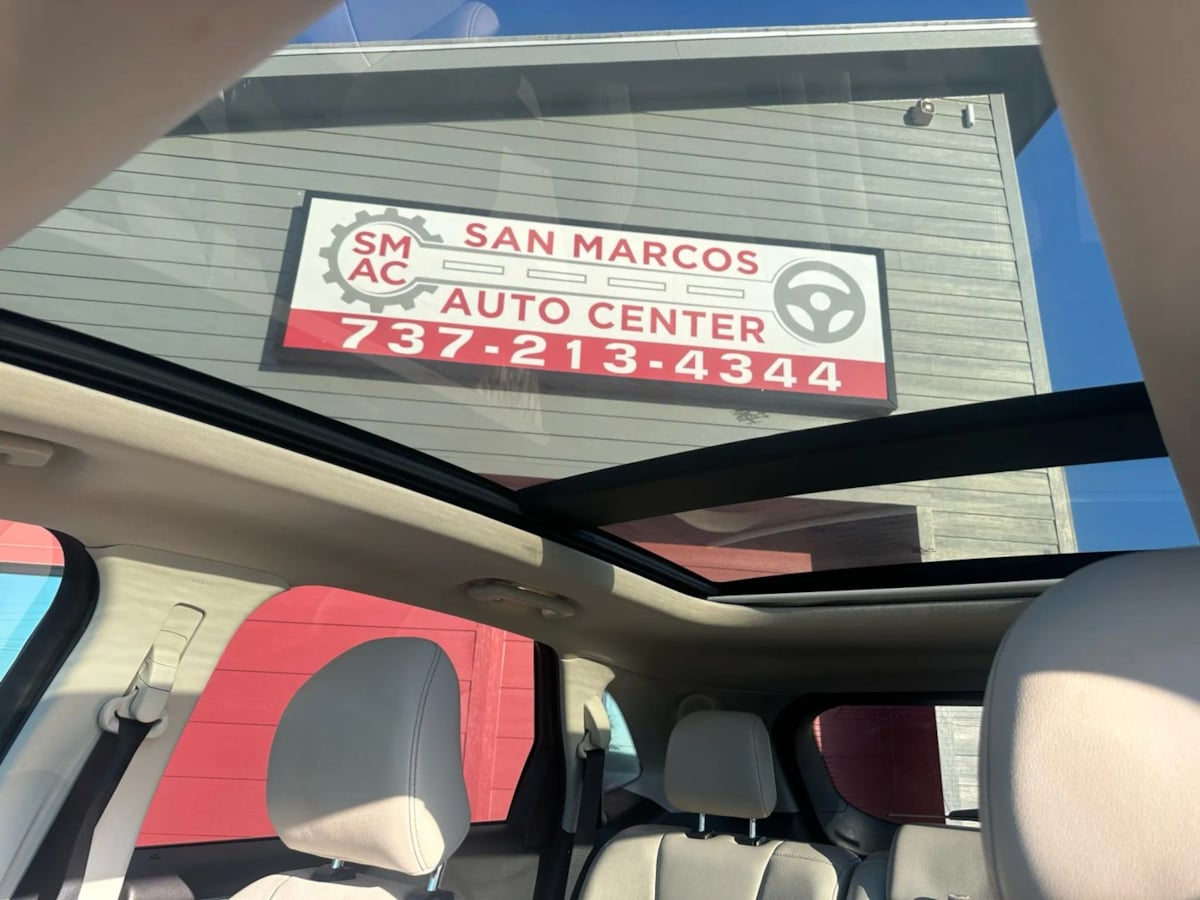 SM
AC
SAN MARCOS
AUTO CENTER
737-213-4344